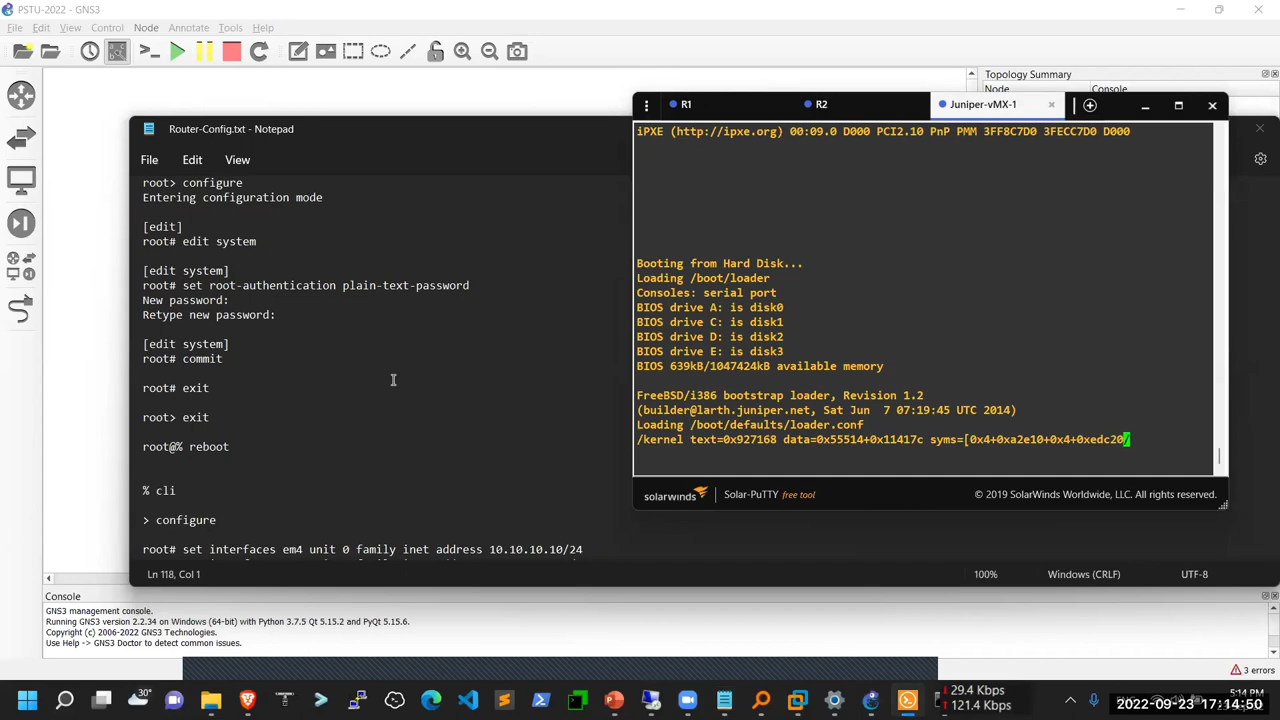 PSTU-2022 - GNS3
File Edit View Control Node Annotate Tools Help
Topology Summary
Node Console
Router-Config.txt - Notepad
File Edit View
root> configure
Entering configuration mode
[edit]
root# edit system
[edit system]
root# set root-authentication plain-text-password
New password:
Retype new password:
[edit system]
root# commit
root# exit
root> exit
root@% reboot
% cli
> configure
root# set interfaces em4 unit 0 family inet address 10.10.10.10/24
Ln 118, Col 1
100%
Windows (CRLF)
UTF-8
R1
R2
Juniper-vMX-1
iPXE (http://ipxe.org) 00:09.0 D000 PCI2.10 PnP PMM 3FF8C7D0 3FECC7D0 D000
Booting from Hard Disk...
Loading /boot/loader
Consoles: serial port
BIOS drive A: is disk0
BIOS drive C: is disk1
BIOS drive D: is disk2
BIOS drive E: is disk3
BIOS 639kB/1047424kB available memory
FreeBSD/i386 bootstrap loader, Revision 1.2
(builder@larth.juniper.net, Sat Jun  7 07:19:45 UTC 2014)
Loading /boot/defaults/loader.conf
/kernel text=0x927168 data=0x55514+0x11417c syms=[0x4+0xa2e10+0x4+0xedc20/
solarwinds Solar-PuTTY free tool
© 2019 SolarWinds Worldwide, LLC. All rights reserved.
Console
GNS3 management console.
Running GNS3 version 2.2.34 on Windows (64-bit) with Python 3.7.5 Qt 5.15.2 and PyQt 5.15.6.
Copyright (c) 2006-2022 GNS3 Technologies.
Use Help -> GNS3 Doctor to detect common issues.
3 errors
30°
29.4 Kbps
121.4 Kbps
5:14 PM
2022-09-23 17:14:50